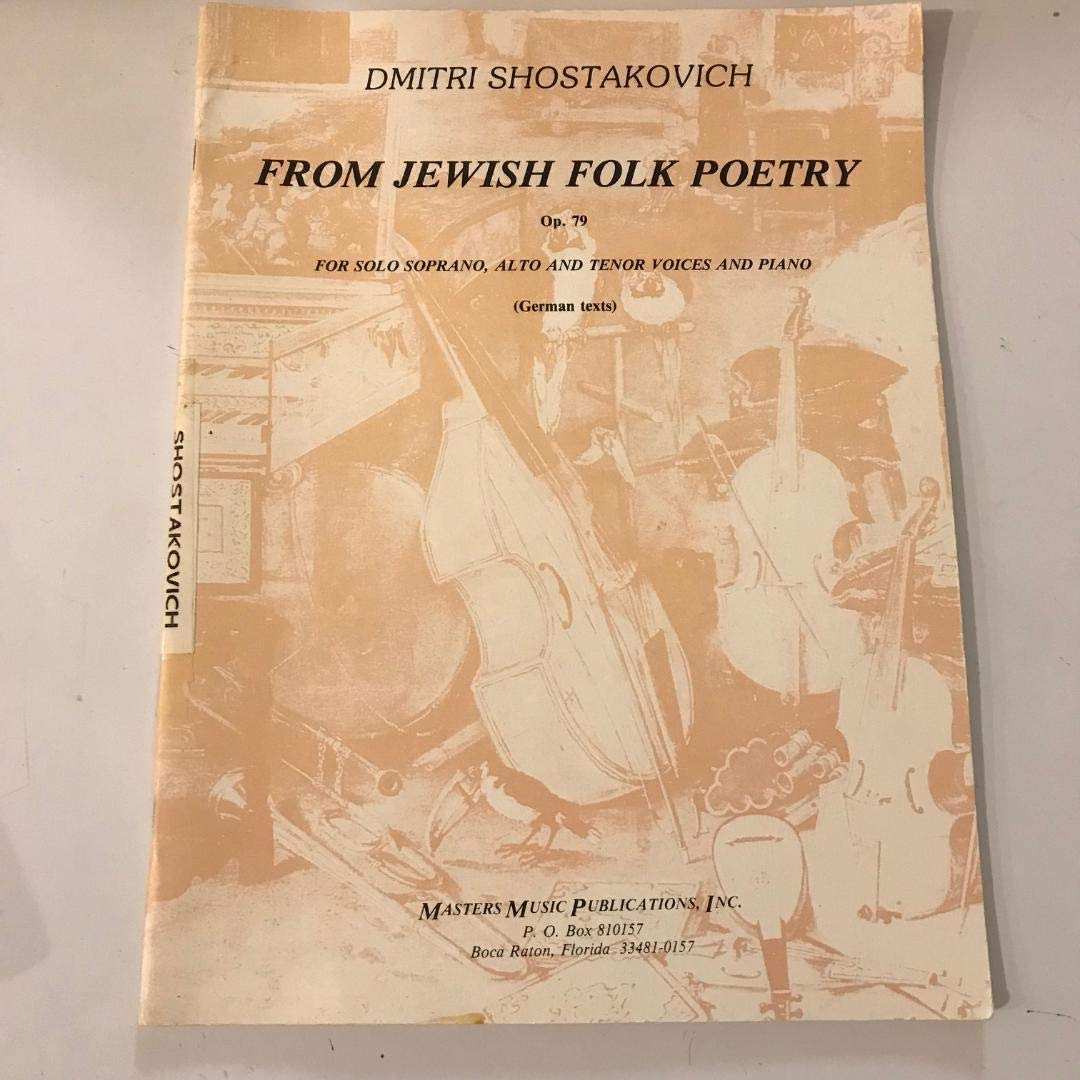 DMITRI SHOSTAKOVICH
FROM JEWISH FOLK POETRY
Op. 79
FOR SOLO SOPRANO, ALTO AND TENOR VOICES AND PIANO
(German texts)
SHOSTAKOVICH
MASTERS MUSIC PUBLICATIONS, INC.
P. O. Box 810157
Boca Raton, Florida 33481-0157